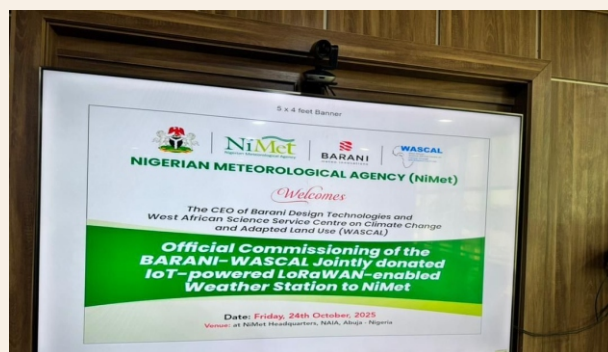 5 x 4 feet Banner
NiMet
Nigerian Meteorological Agency
BARANI
WASCAL
NIGERIAN METEOROLOGICAL AGENCY (NiMet)
Welcomes
The CEO of Barani Design Technologies and
West African Science Service Centre on Climate Change
and Adapted Land Use (WASCAL)
Official Commissioning of the
BARANI-WASCAL Jointly donated
IoT-powered LoRaWAN-enabled
Weather Station to NiMet
Date: Friday, 24th October, 2025
Venue: at NiMet Headquarters, NAIA, Abuja - Nigeria